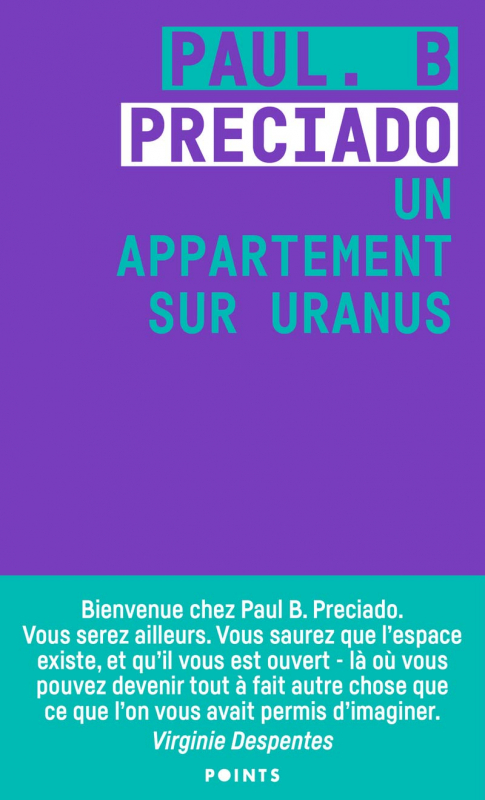 PAUL. B
PRECIADO
UN
APPARTEMENT
SUR URANUS
Bienvenue chez Paul B. Preciado.
Vous serez ailleurs. Vous saurez que l'espace
existe, et qu'il vous est ouvert - là où vous
pouvez devenir tout à fait autre chose que
ce que l'on vous avait permis d'imaginer.
Virginie Despentes
POINTS